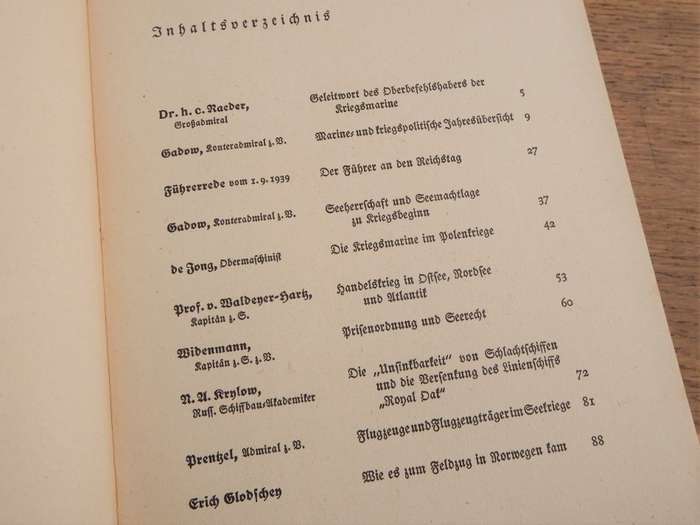 Inhaltsverzeichnis
Dr. h. c. Raeder, Geleitwort des Oberbefehlshabers der
Großadmiral Kriegsmarine 5
Gadow, Konteradmiral z. V. Marine- und kriegspolitische Jahresübersicht 9
Führerrede vom 1. 9. 1939 Der Führer an den Reichstag 27
Gadow, Konteradmiral z. V. Seeherrschaft und Seemachtlage
zu Kriegsbeginn 37
de Jong, Obermaschinist Die Kriegsmarine im Polenkriege 42
Prof. v. Waldeyer-Hartz, Handelskrieg in Ostsee, Nordsee
Kapitän z. S. und Atlantik 53
Widenmann, Prisenordnung und Seerecht 60
Kapitän z. S. z. V.
N. A. Krylow, Die „Unsinkbarkeit" von Schlachtschiffen
Russ. Schiffbau-Akademiker und die Versenkung des Linienschiffs
„Royal Oak" 72
Prentzel, Admiral z. V. Flugzeuge und Flugzeugträger im Seekriege 81
Erich Glodschey Wie es zum Feldzug in Norwegen kam 88